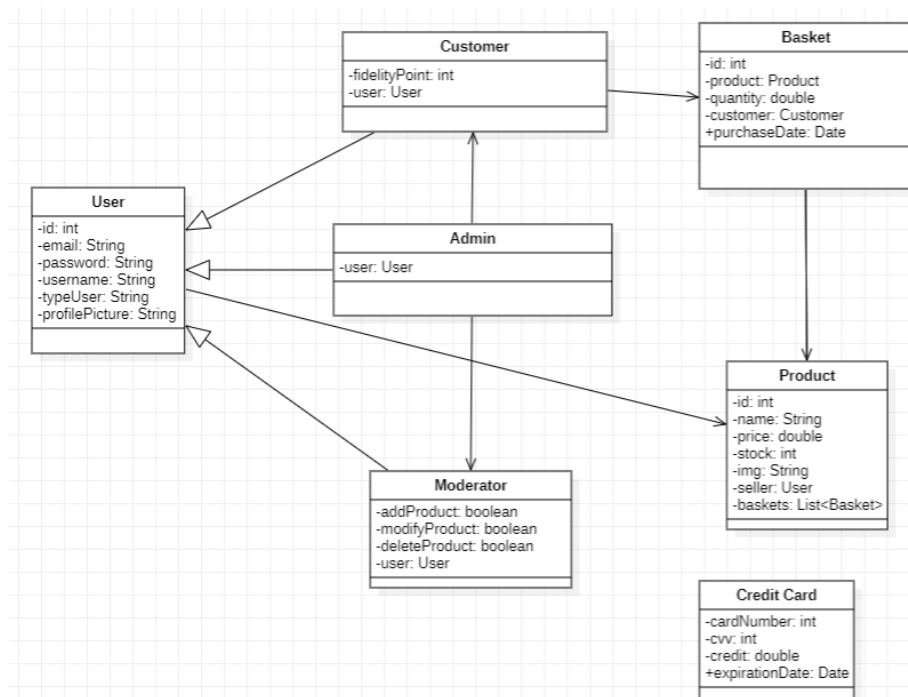 Customer
-fidelityPoint: int
-user: User
Basket
-id: int
-product: Product
-quantity: double
-customer: Customer
+purchaseDate: Date
User
-id: int
-email: String
-password: String
-username: String
-typeUser: String
-profilePicture: String
Admin
-user: User
Product
-id: int
-name: String
-price: double
-stock: int
-img: String
-seller: User
-baskets: List<Basket>
Moderator
-addProduct: boolean
-modifyProduct: boolean
-deleteProduct: boolean
-user: User
Credit Card
-cardNumber: int
-cvv: int
-credit: double
+expirationDate: Date